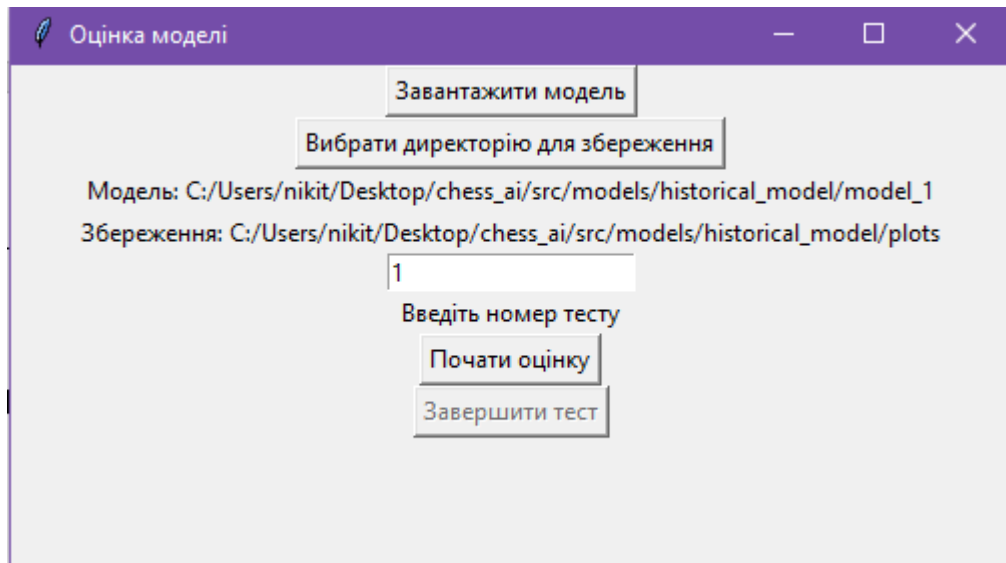 Оцінка моделі
Завантажити модель
Вибрати директорію для збереження
Модель: C:/Users/nikit/Desktop/chess_ai/src/models/historical_model/model_1
Збереження: C:/Users/nikit/Desktop/chess_ai/src/models/historical_model/plots
1
Введіть номер тесту
Почати оцінку
Завершити тест